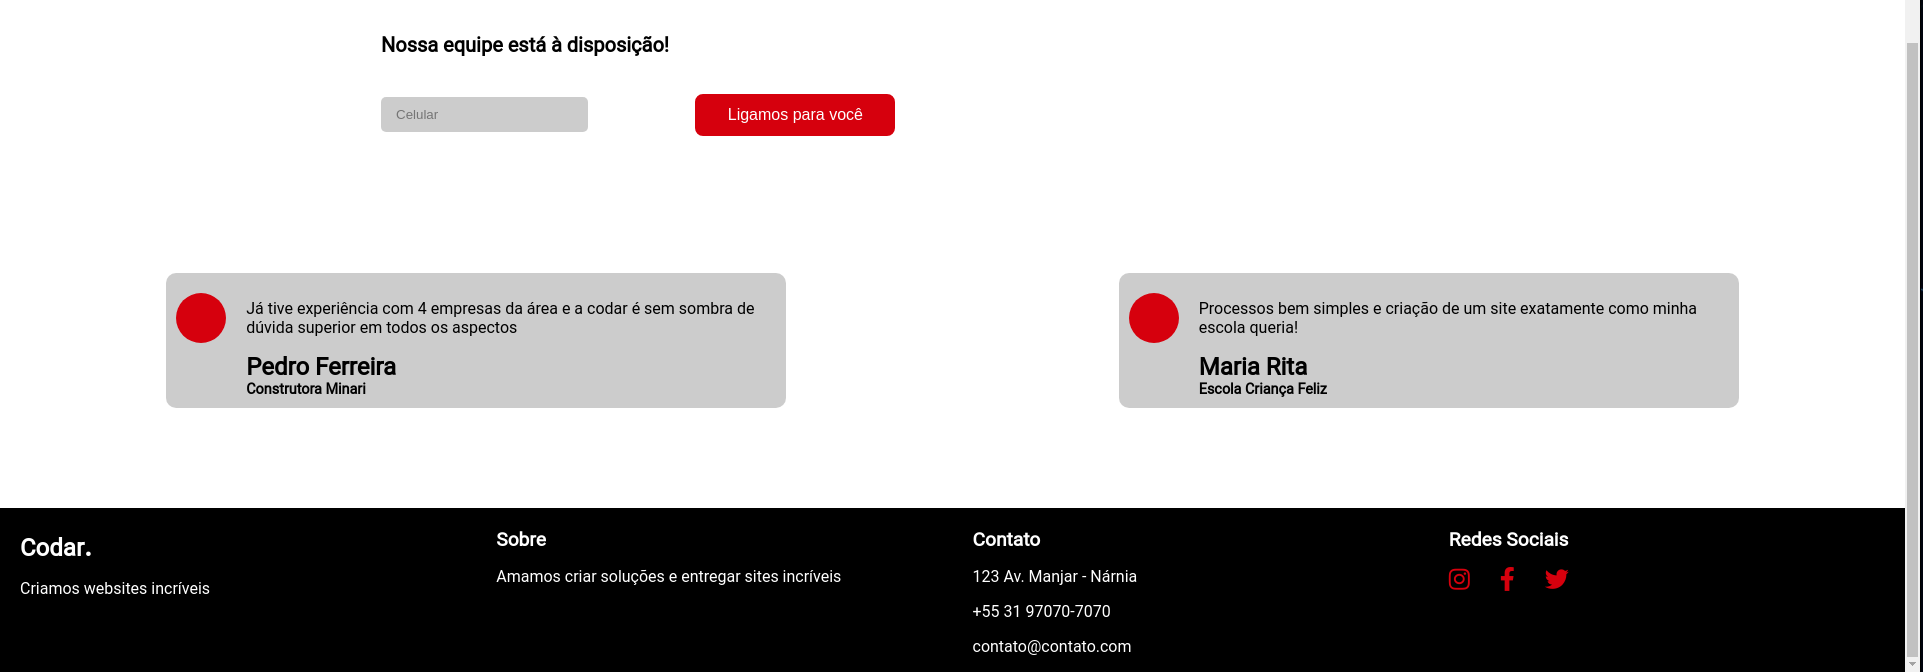 Nossa equipe está à disposição!
Celular
Ligamos para você
Já tive experiência com 4 empresas da área e a codar é sem sombra de
dúvida superior em todos os aspectos
Pedro Ferreira
Construtora Minari
Processos bem simples e criação de um site exatamente como minha
escola queria!
Maria Rita
Escola Criança Feliz
Codar.
Criamos websites incríveis
Sobre
Amamos criar soluções e entregar sites incríveis
Contato
123 Av. Manjar - Nárnia
+55 31 97070-7070
contato@contato.com
Redes Sociais